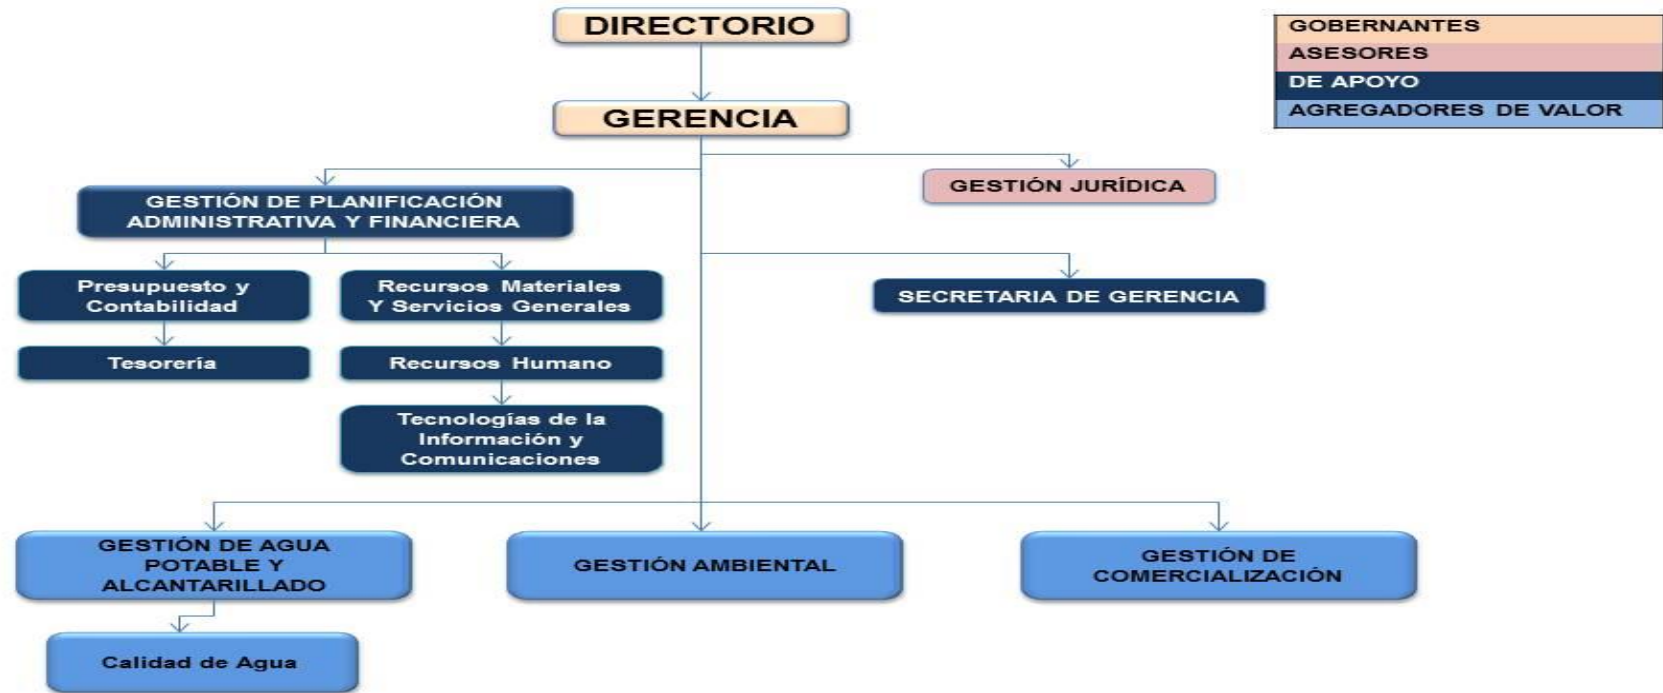 DIRECTORIO
GERENCIA
GOBERNANTES
ASESORES
DE APOYO
AGREGADORES DE VALOR
GESTIÓN DE PLANIFICACIÓN
ADMINISTRATIVA Y FINANCIERA
GESTIÓN JURÍDICA
Presupuesto y
Contabilidad
Recursos Materiales
Y Servicios Generales
SECRETARIA DE GERENCIA
Tesorería
Recursos Humano
Tecnologías de la
Información y
Comunicaciones
GESTIÓN DE AGUA
POTABLE Y
ALCANTARILLADO
GESTIÓN AMBIENTAL
GESTIÓN DE
COMERCIALIZACIÓN
Calidad de Agua